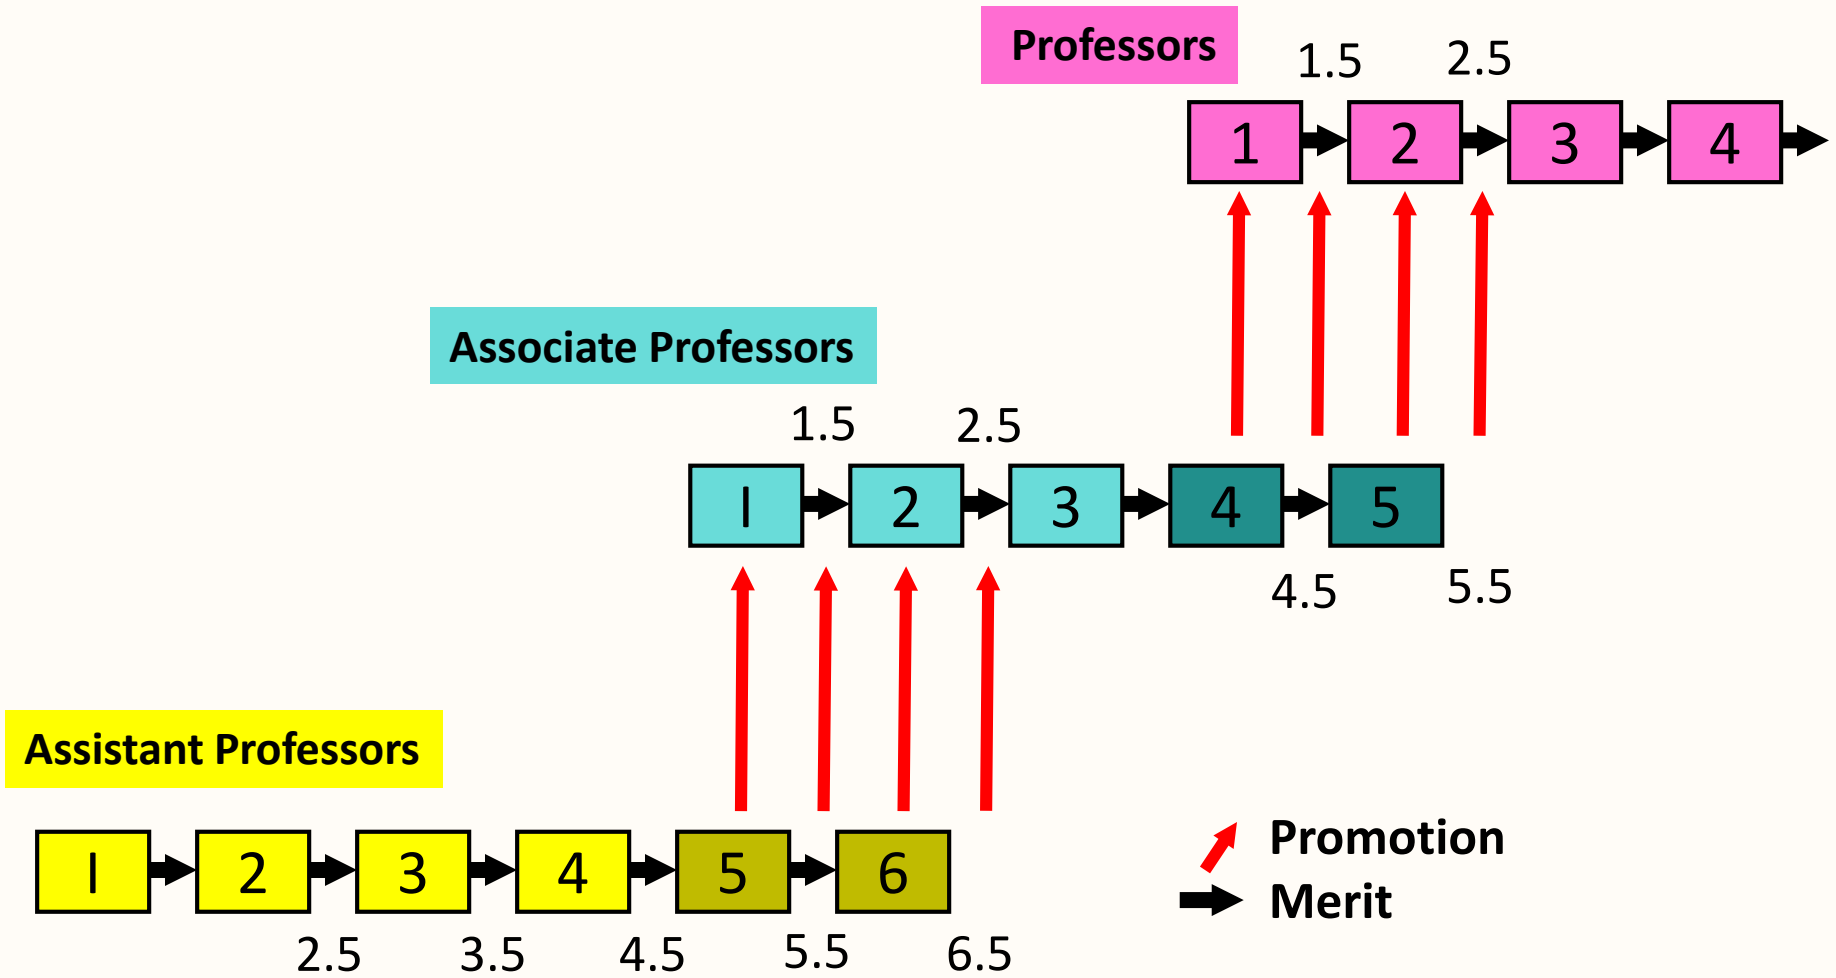 Professors
1.5 2.5
1 2 3 4
Associate Professors
1.5 2.5
I 2 3 4 5
4.5 5.5
Assistant Professors
I 2 3 4 5 6
2.5 3.5 4.5 5.5 6.5
Promotion
Merit